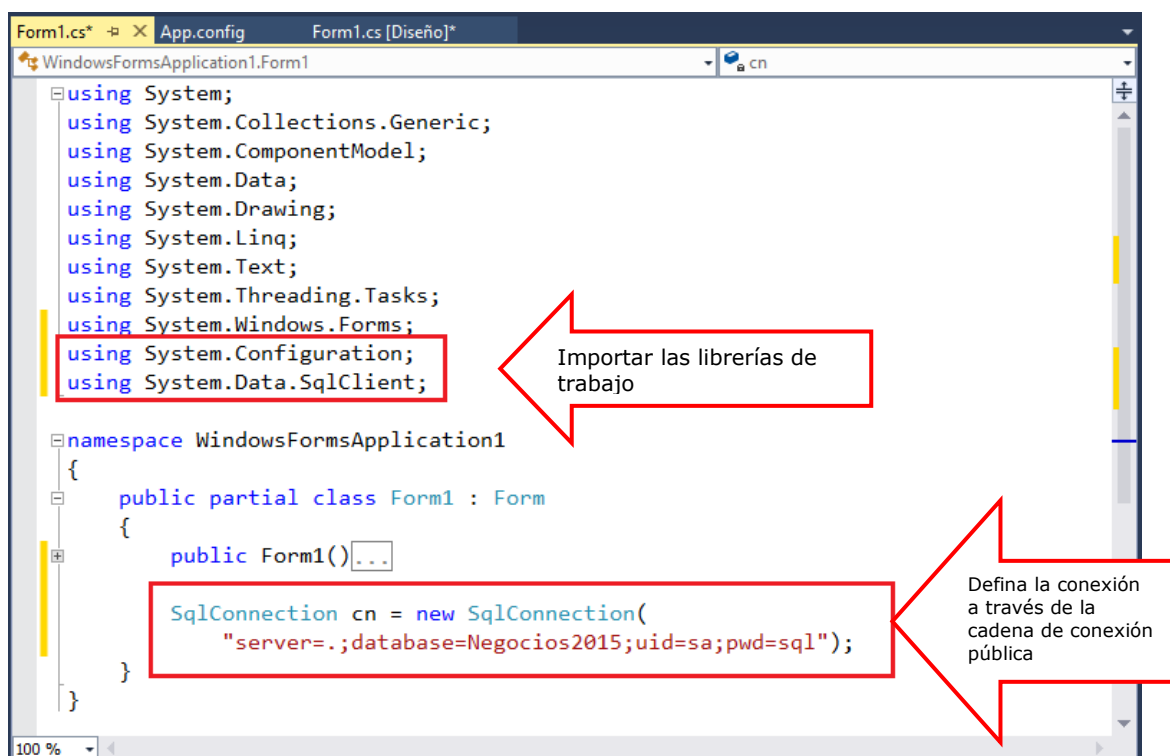 Form1.cs* App.config Form1.cs [Diseño]*
WindowsFormsApplication1.Form1 cn
using System;
using System.Collections.Generic;
using System.ComponentModel;
using System.Data;
using System.Drawing;
using System.Linq;
using System.Text;
using System.Threading.Tasks;
using System.Windows.Forms;
using System.Configuration;
using System.Data.SqlClient;
Importar las librerías de
trabajo
namespace WindowsFormsApplication1
{
public partial class Form1 : Form
{
public Form1()...
SqlConnection cn = new SqlConnection(
"server=.;database=Negocios2015;uid=sa;pwd=sql");
}
}
Defina la conexión
a través de la
cadena de conexión
pública
100 %